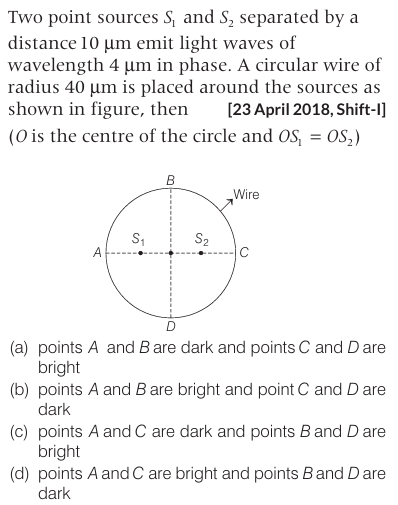 Two point sources S₁ and S₂ separated by a
distance 10 μm emit light waves of
wavelength 4 μm in phase. A circular wire of
radius 40 μm is placed around the sources as
shown in figure, then [23 April 2018, Shift-I]
(O is the centre of the circle and OS₁ = OS₂)
B
Wire
S₁ S₂
A C
D
(a) points A and B are dark and points C and D are
bright
(b) points A and B are bright and point C and D are
dark
(c) points A and C are dark and points B and D are
bright
(d) points A and C are bright and points B and D are
dark